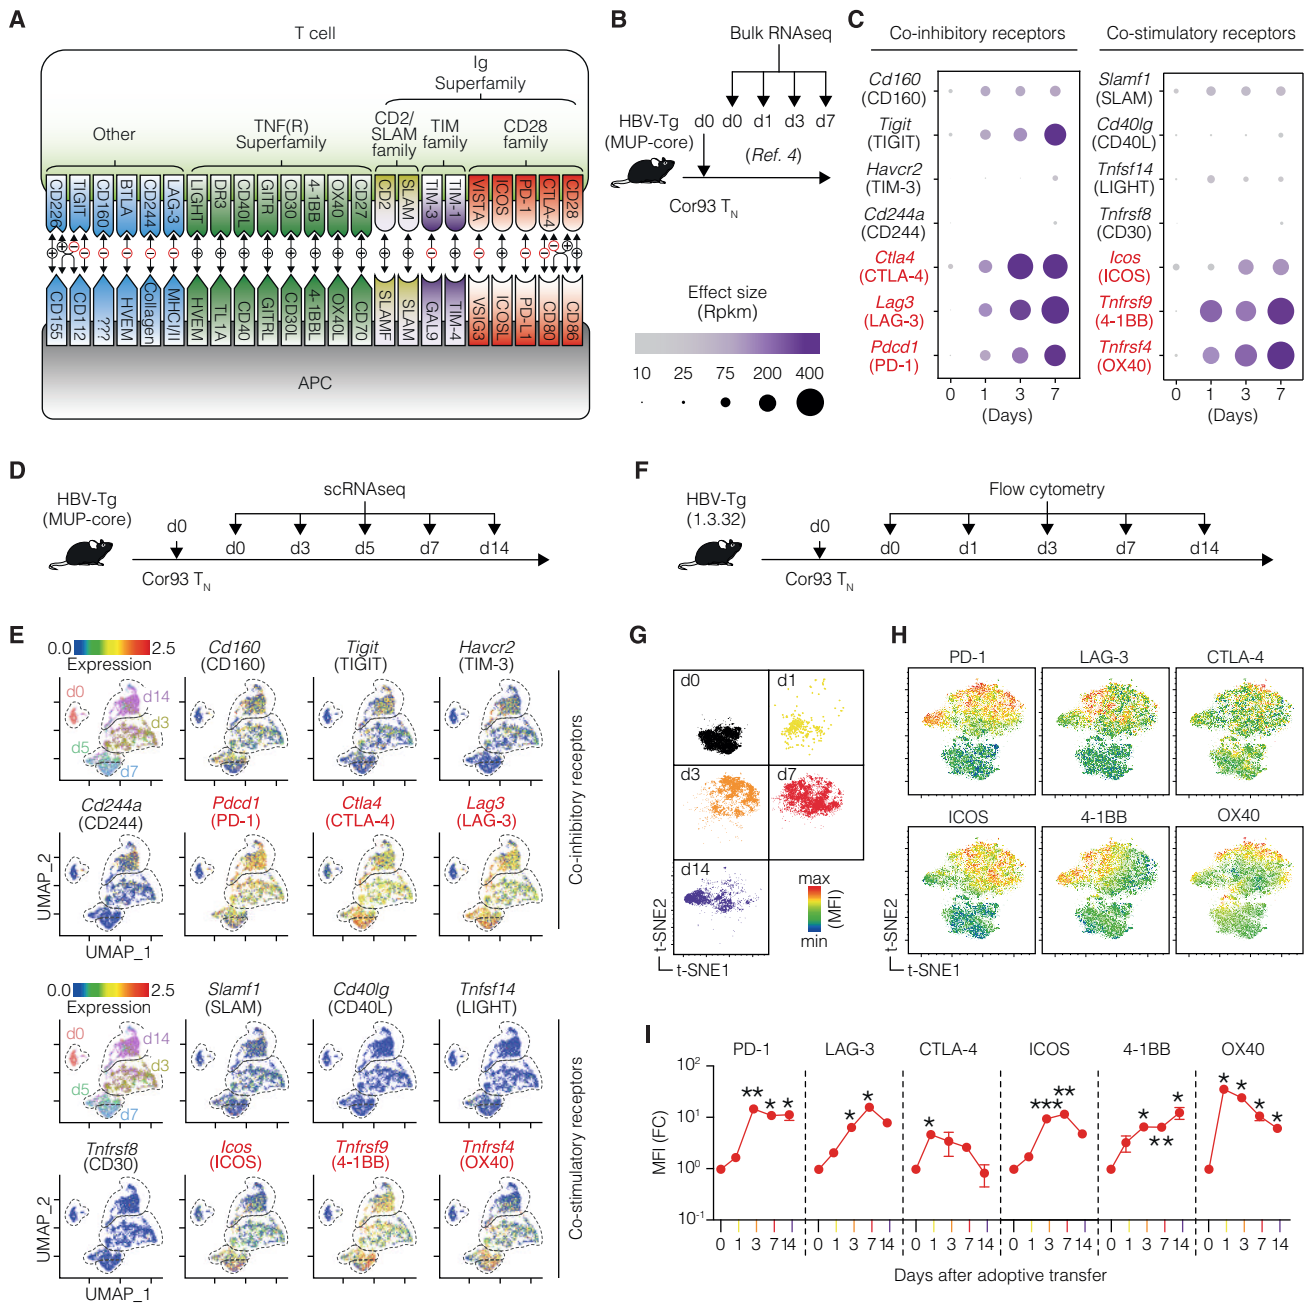 A
T cell
Ig
Superfamily
Other
TNF(R)
Superfamily
CD2/
SLAM
family
TIM
family
CD28
family
CD226
TIGIT
CD160
BTLA
CD244
LAG-3
LIGHT
DR3
CD40L
GITR
CD30
4-1BB
OX40
CD27
CD2
SLAM
TIM-3
TIM-1
VISTA
ICOS
PD-1
CTLA-4
CD28
CD155
CD112
???
HVEM
Collagen
MHCI/II
HVEM
TL1A
CD40
GITRL
CD30L
4-1BBL
OX40L
CD70
SLAMF
SLAM
GAL9
TIM-4
VSIG3
ICOSL
PD-L1
CD80
CD86
APC
B
Bulk RNAseq
HBV-Tg
(MUP-core)
d0
d0
d1
d3
d7
(Ref. 4)
Cor93 TN
Effect size
(Rpkm)
10 25 75 200 400
C
Co-inhibitory receptors
Cd160
(CD160)
Tigit
(TIGIT)
Havcr2
(TIM-3)
Cd244a
(CD244)
Ctla4
(CTLA-4)
Lag3
(LAG-3)
Pdcd1
(PD-1)
0 1 3 7
(Days)
Co-stimulatory receptors
Slamf1
(SLAM)
Cd40lg
(CD40L)
Tnfsf14
(LIGHT)
Tnfrsf8
(CD30)
Icos
(ICOS)
Tnfrsf9
(4-1BB)
Tnfrsf4
(OX40)
0 1 3 7
(Days)
D
HBV-Tg
(MUP-core)
scRNAseq
d0
d0 d3 d5 d7 d14
Cor93 TN
E
0.0 2.5
Expression
d0
d14
d3
d5
d7
Cd160
(CD160)
Tigit
(TIGIT)
Havcr2
(TIM-3)
Cd244a
(CD244)
Pdcd1
(PD-1)
Ctla4
(CTLA-4)
Lag3
(LAG-3)
UMAP_2
UMAP_1
Co-inhibitory receptors
0.0 2.5
Expression
d0
d14
d3
d5
d7
Slamf1
(SLAM)
Cd40lg
(CD40L)
Tnfsf14
(LIGHT)
Tnfrsf8
(CD30)
Icos
(ICOS)
Tnfrsf9
(4-1BB)
Tnfrsf4
(OX40)
UMAP_2
UMAP_1
Co-stimulatory receptors
F
HBV-Tg
(1.3.32)
Flow cytometry
d0
d0 d1 d3 d7 d14
Cor93 TN
G
d0
d1
d3
d7
d14
max
min
(MFI)
t-SNE2
t-SNE1
H
PD-1
LAG-3
CTLA-4
ICOS
4-1BB
OX40
t-SNE2
t-SNE1
I
PD-1 LAG-3 CTLA-4 ICOS 4-1BB OX40
MFI (FC)
10²
10¹
10⁰
10⁻¹
** * *
* *
*
*** **
* ** *
* * * *
0 1 3 7 14 0 1 3 7 14 0 1 3 7 14 0 1 3 7 14 0 1 3 7 14 0 1 3 7 14
Days after adoptive transfer